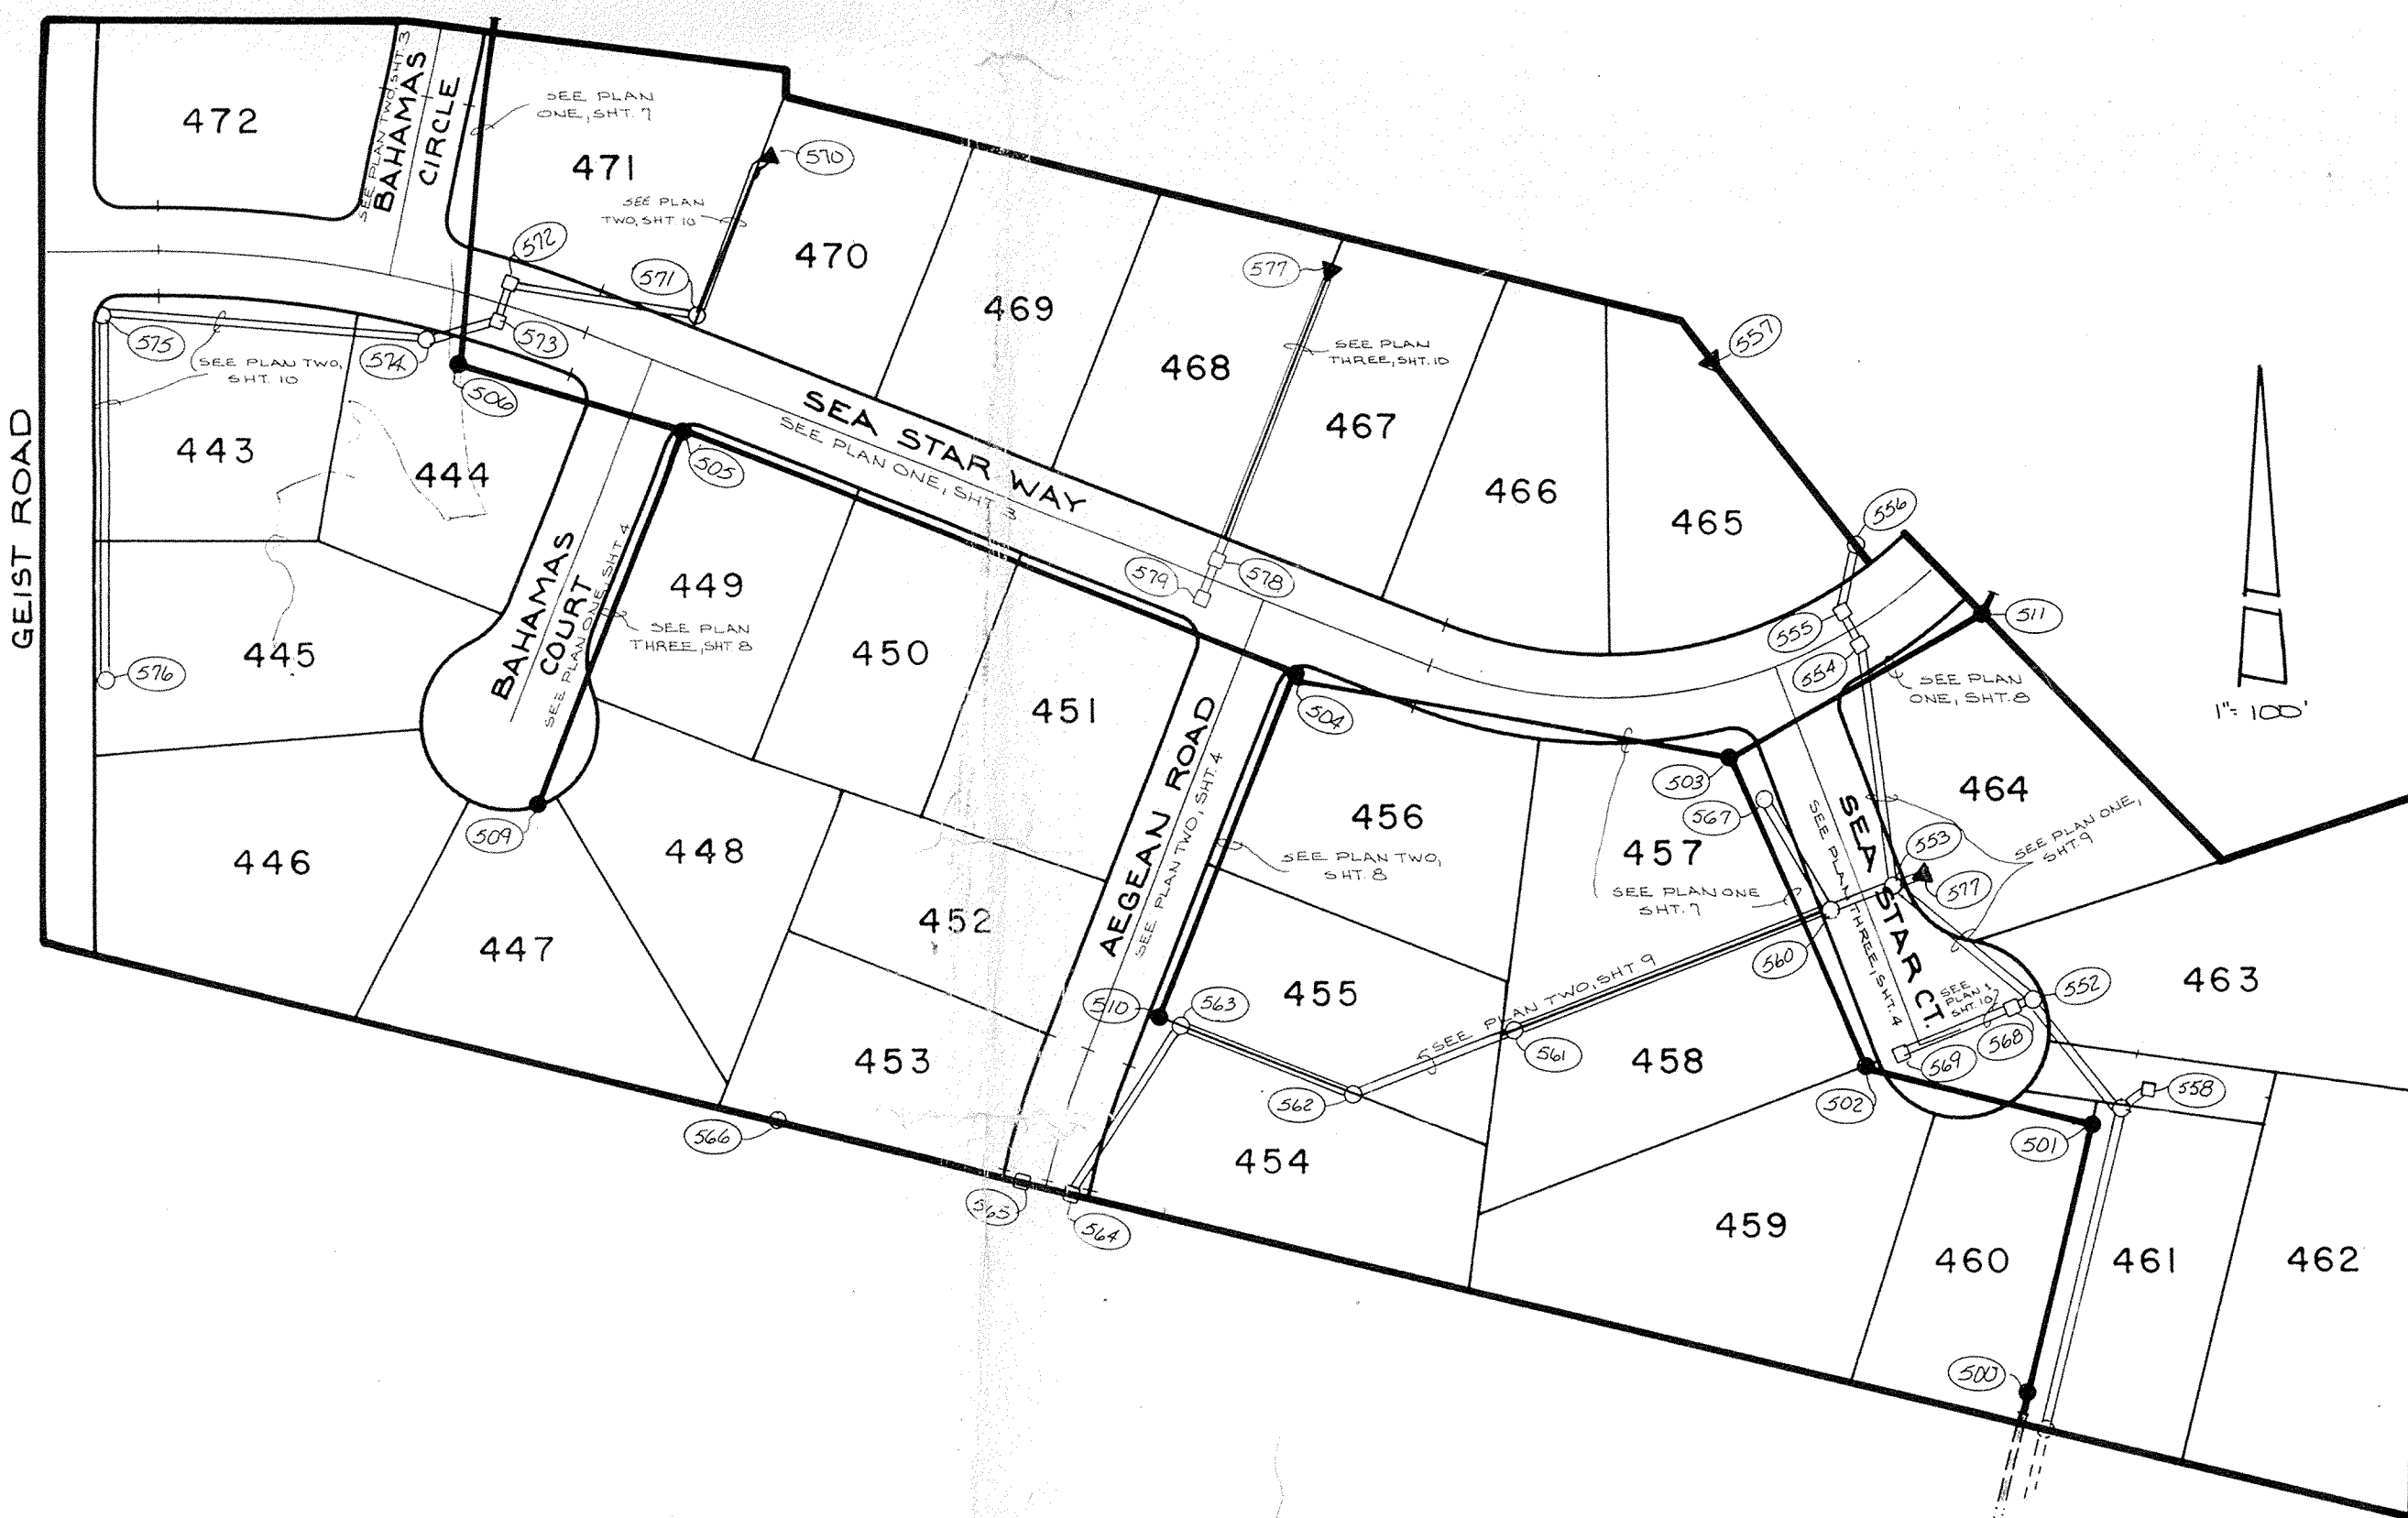 472
SEE PLAN TWO, SHT. 3
BAHAMAS
CIRCLE
SEE PLAN
ONE, SHT. 7
471
570
SEE PLAN
TWO, SHT. 10
572
571
470
577
557
469
575
573
574
SEE PLAN TWO,
SHT. 10
506
468
SEE PLAN
THREE, SHT. 10
SEA STAR WAY
SEE PLAN ONE, SHT. 3
467
GEIST ROAD
443
444
505
466
465
556
449
579
578
BAHAMAS
COURT
SEE PLAN ONE, SHT. 4
SEE PLAN
THREE, SHT 8
450
555
511
445
576
554
SEE PLAN
ONE, SHT. 8
451
504
1"= 100'
AEGEAN ROAD
SEE PLAN TWO, SHT. 4
503
464
567
456
509
446
448
457
SEE PLAN TWO,
SHT. 8
SEA STAR CT.
SEE PLAN THREE, SHT. 4
553
SEE PLAN ONE,
SHT. 9
577
SEE PLAN ONE
SHT. 7
452
447
560
SEE PLAN TWO, SHT 9
463
455
510
563
SEE
PLAN 1
SHT. 10
552
568
561
569
453
458
562
558
502
566
501
454
565
564
459
460
461
462
500